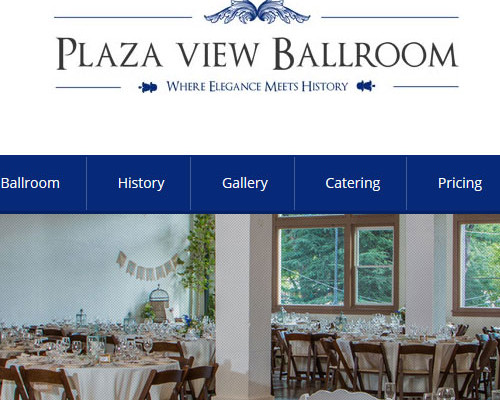 PLAZA VIEW BALLROOM
WHERE ELEGANCE MEETS HISTORY
Ballroom
History
Gallery
Catering
Pricing